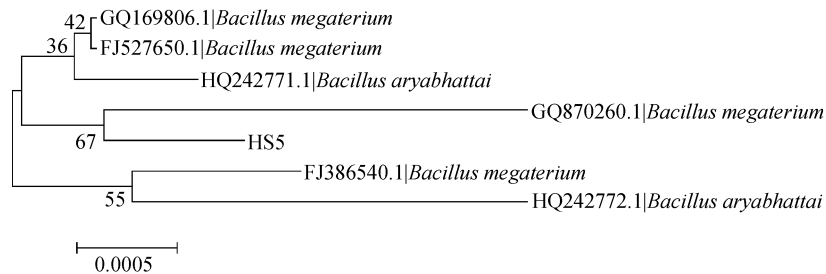 42
GQ169806.1|Bacillus megaterium
36
FJ527650.1|Bacillus megaterium
HQ242771.1|Bacillus aryabhattai
GQ870260.1|Bacillus megaterium
67
HS5
FJ386540.1|Bacillus megaterium
55
HQ242772.1|Bacillus aryabhattai
0.0005